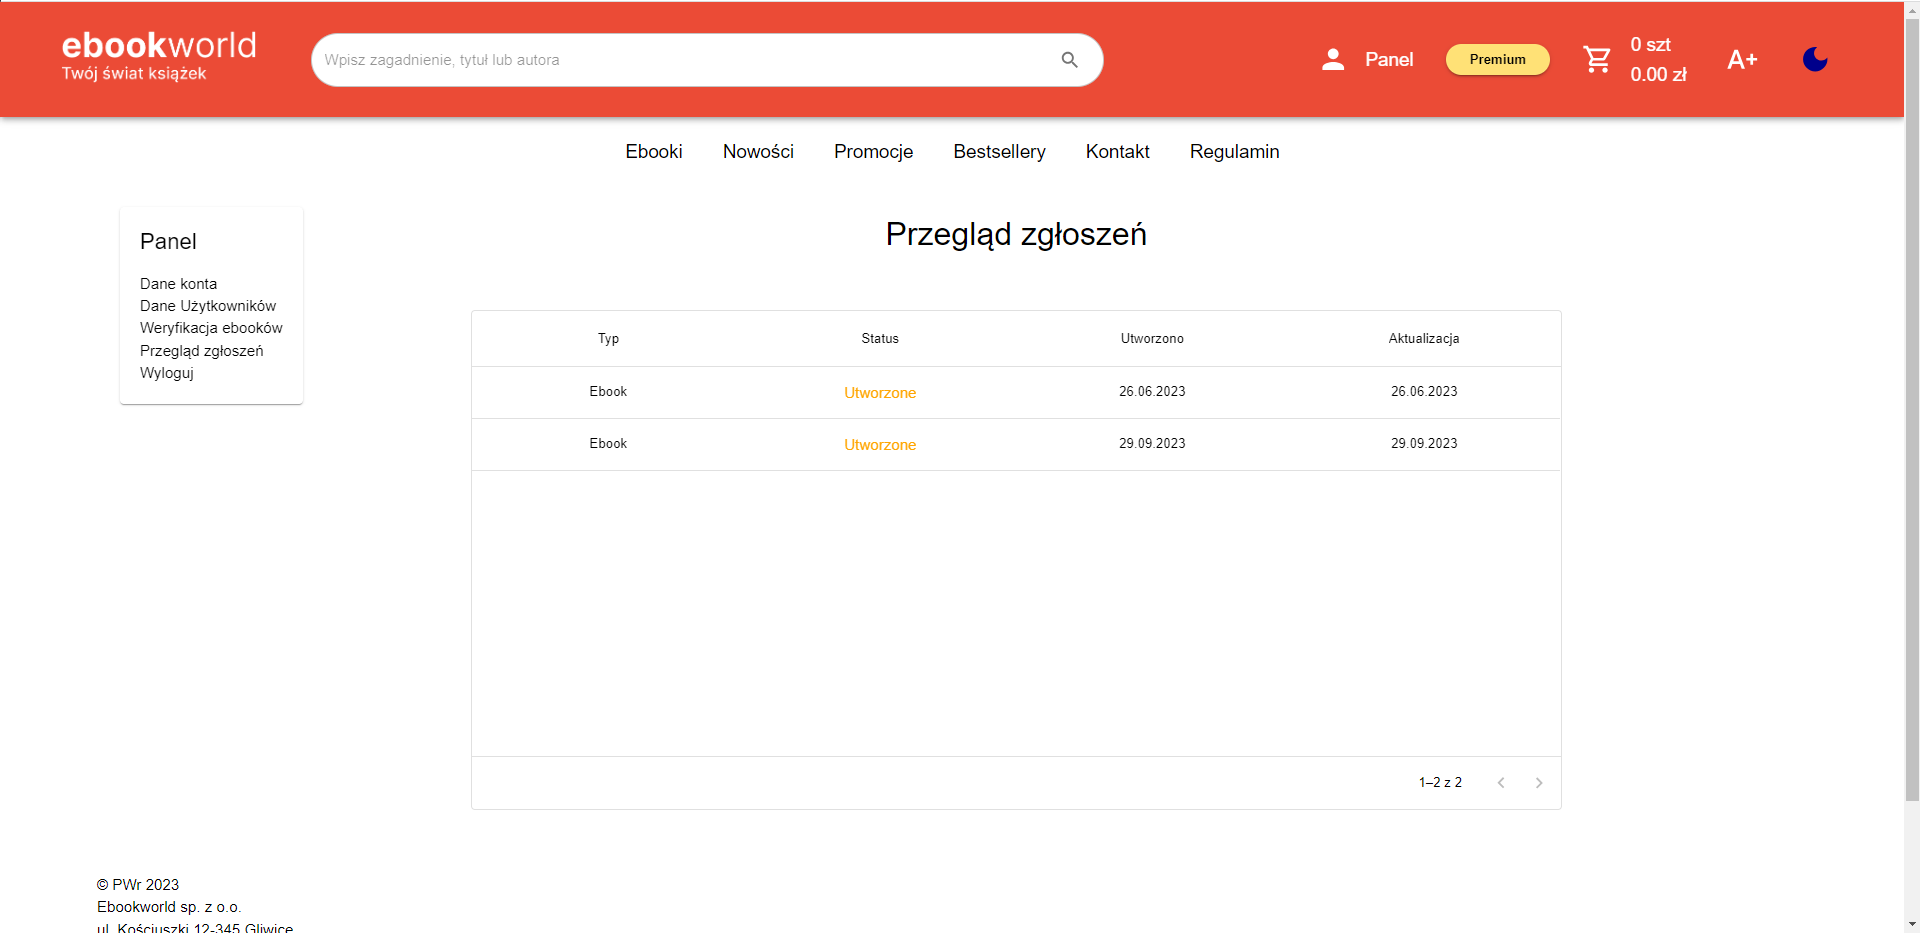 ebookworld
Twój świat książek
Wpisz zagadnienie, tytuł lub autora
Panel
Premium
0 szt
0.00 zł
A+
Ebooki Nowości Promocje Bestsellery Kontakt Regulamin
Panel
Dane konta
Dane Użytkowników
Weryfikacja ebooków
Przegląd zgłoszeń
Wyloguj
Przegląd zgłoszeń
Typ Status Utworzono Aktualizacja
Ebook Utworzone 26.06.2023 26.06.2023
Ebook Utworzone 29.09.2023 29.09.2023
1–2 z 2
© PWr 2023
Ebookworld sp. z o.o.
ul. Kościuszki 12-345 Gliwice